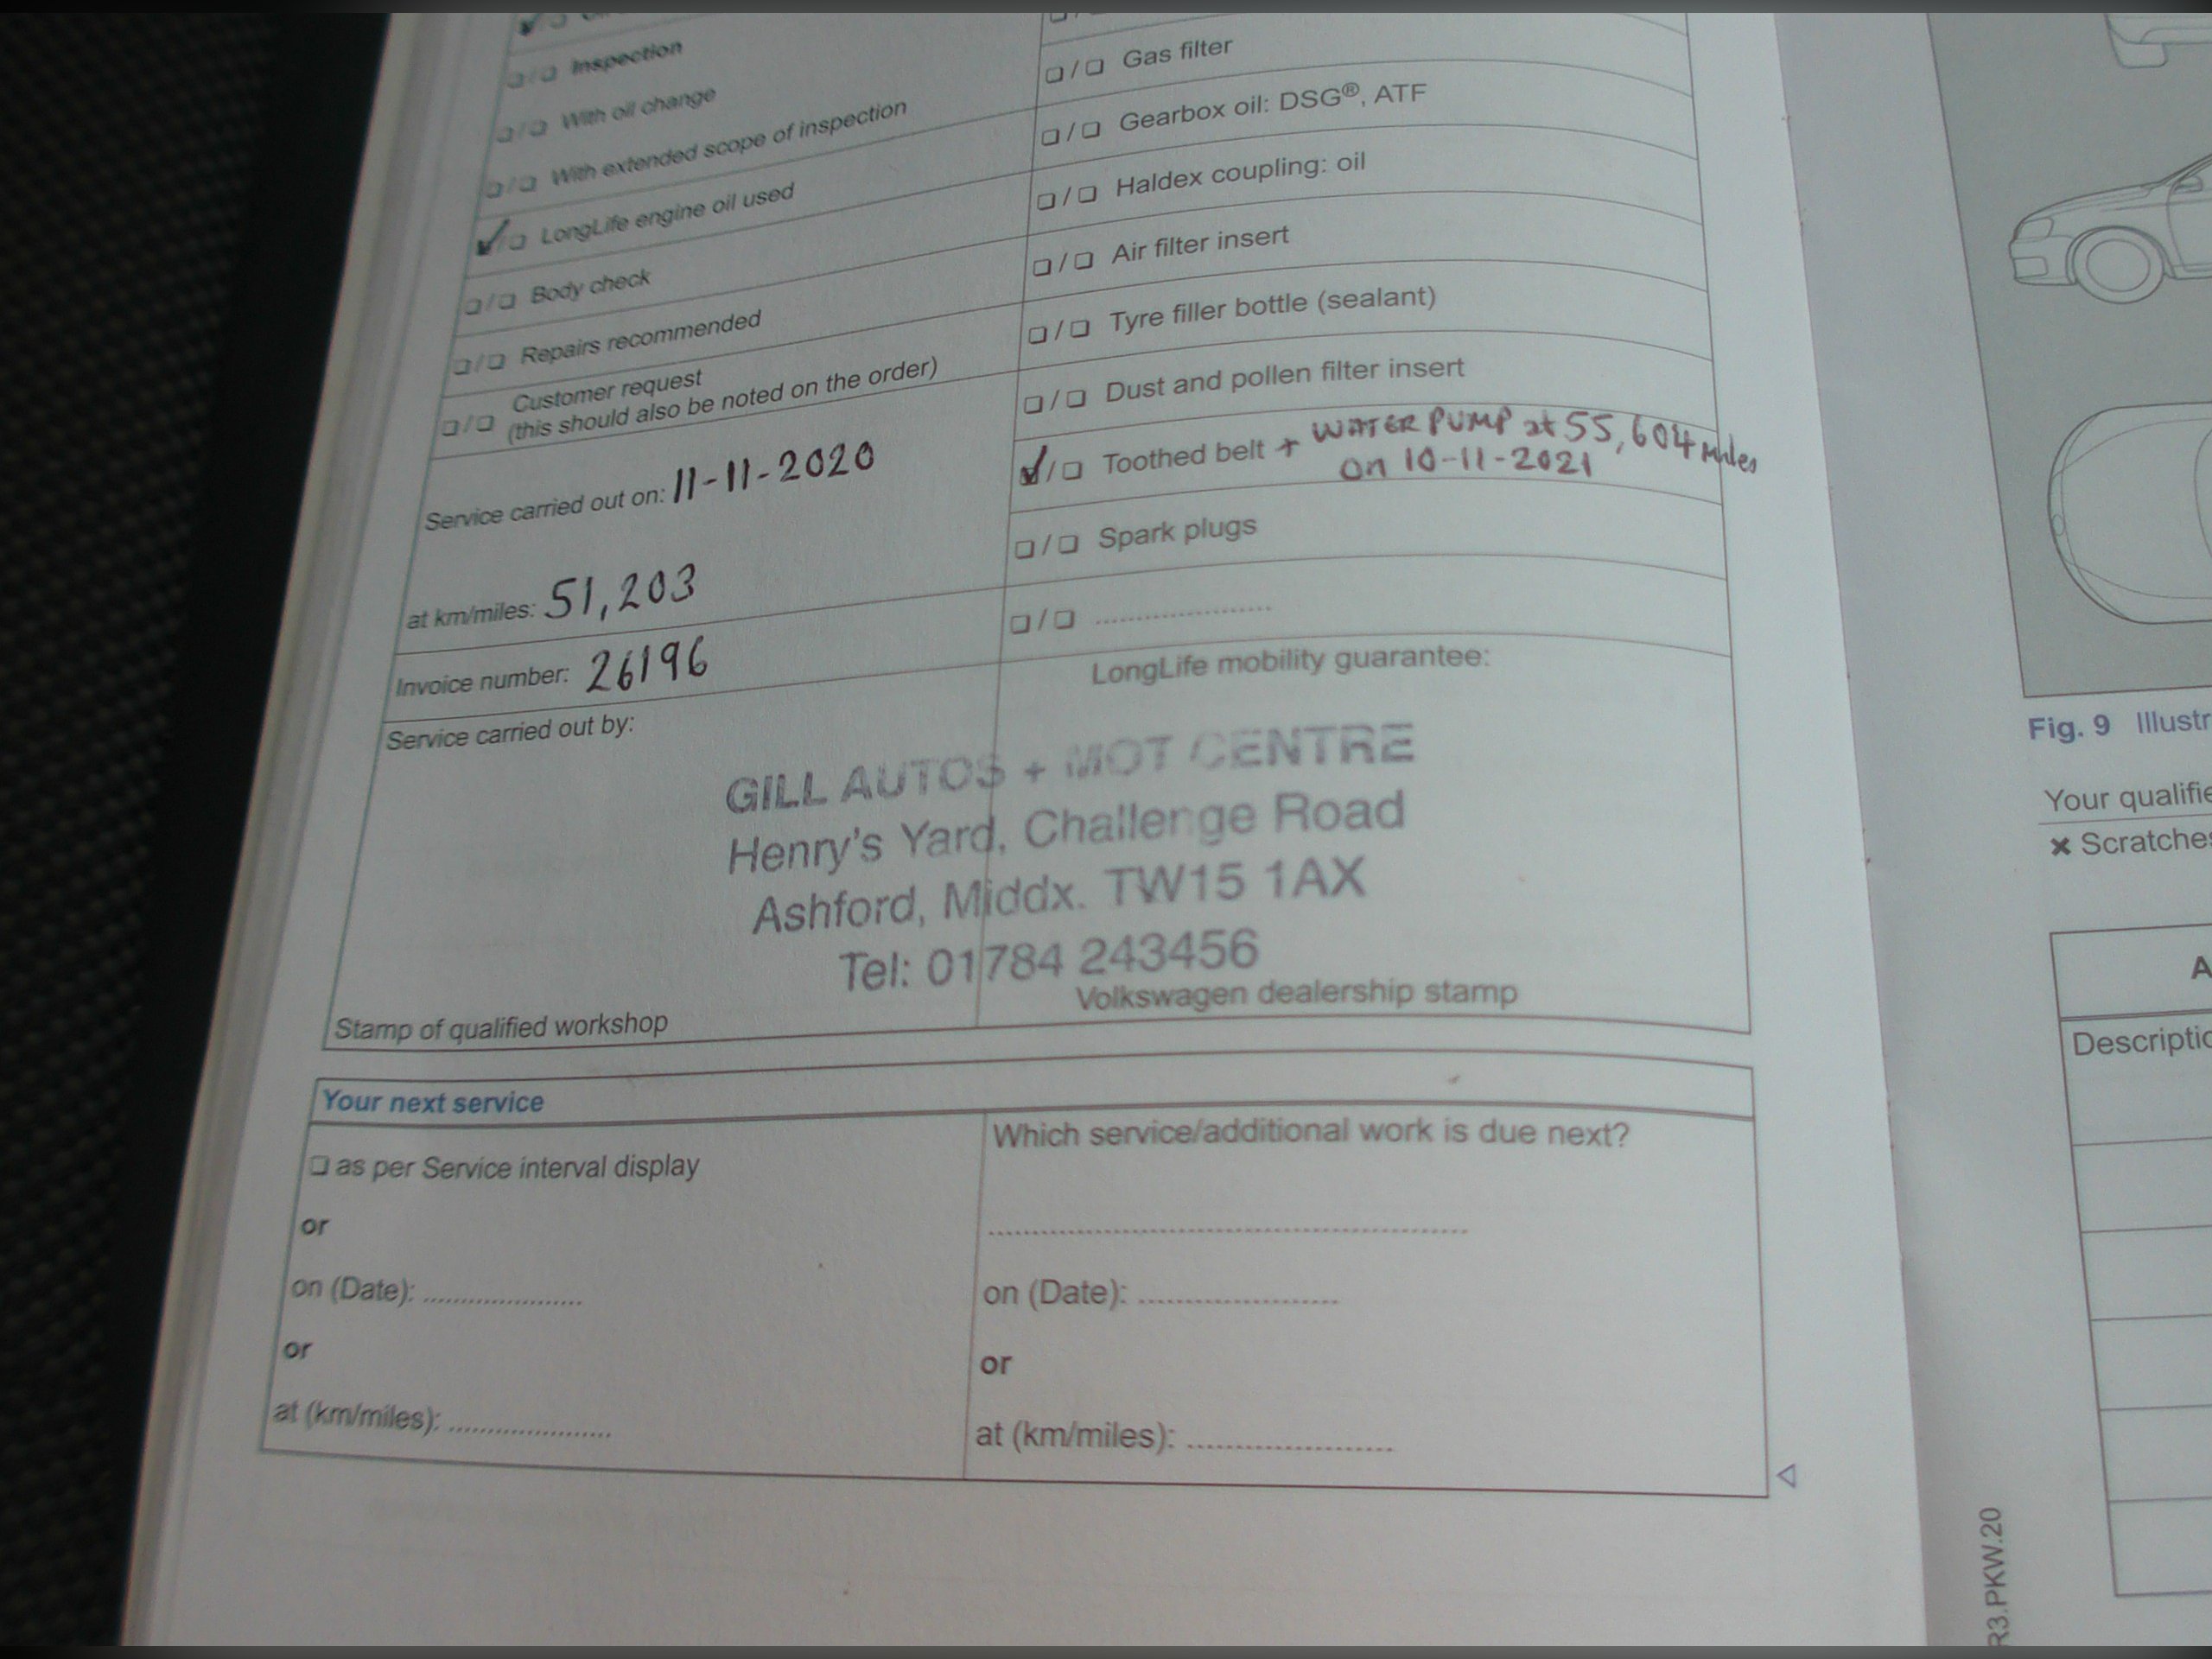 ❏/❏ Inspection
❏/❏ With oil change
❏/❏ With extended scope of inspection
✓/❏ LongLife engine oil used
❏/❏ Body check
❏/❏ Repairs recommended
❏/❏ Customer request
(this should also be noted on the order)
Service carried out on: 11-11-2020
at km/miles: 51,203
Invoice number: 26196
Service carried out by:
❏/❏ Gas filter
❏/❏ Gearbox oil: DSG®, ATF
❏/❏ Haldex coupling: oil
❏/❏ Air filter insert
❏/❏ Tyre filler bottle (sealant)
❏/❏ Dust and pollen filter insert
✓/❏ Toothed belt + WATER PUMP at 55,604 miles
on 10-11-2021
❏/❏ Spark plugs
❏/❏ ....................
LongLife mobility guarantee:
GILL AUTOS + MOT CENTRE
Henry's Yard, Challenge Road
Ashford, Middx. TW15 1AX
Tel: 01784 243456
Volkswagen dealership stamp
Stamp of qualified workshop
Your next service
❏ as per Service interval display
or
on (Date): ....................
or
at (km/miles): ....................
Which service/additional work is due next?
............................................................
on (Date): .........................
or
at (km/miles): .........................
Fig. 9 Illustr
Your qualifie
✖ Scratches
A
Descriptio
R3.PKW.20